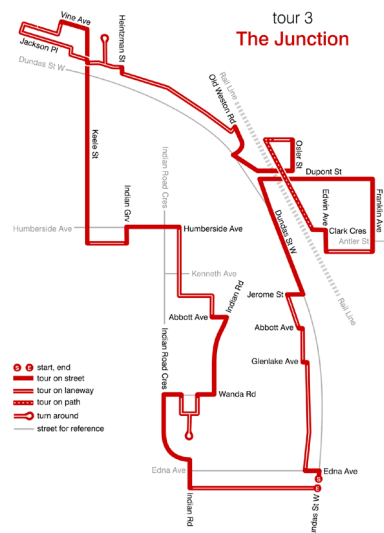 tour 3
The Junction
Vine Ave
Heintzman St
Jackson Pl
Dundas St W
Old Weston Rd
Rail Line
Keele St
Osler St
Dupont St
Indian Road Cres
Indian Grv
Edwin Ave
Franklin Ave
Humberside Ave
Humberside Ave
Clark Cres
Antler St
Dundas St W
Kenneth Ave
Indian Rd
Jerome St
Rail Line
Abbott Ave
Abbott Ave
Indian Road Cres
Glenlake Ave
S E start, end
tour on street
tour on laneway
tour on path
turn around
street for reference
Wanda Rd
Edna Ave
Edna Ave
S
E
Indian Rd
ndas St W